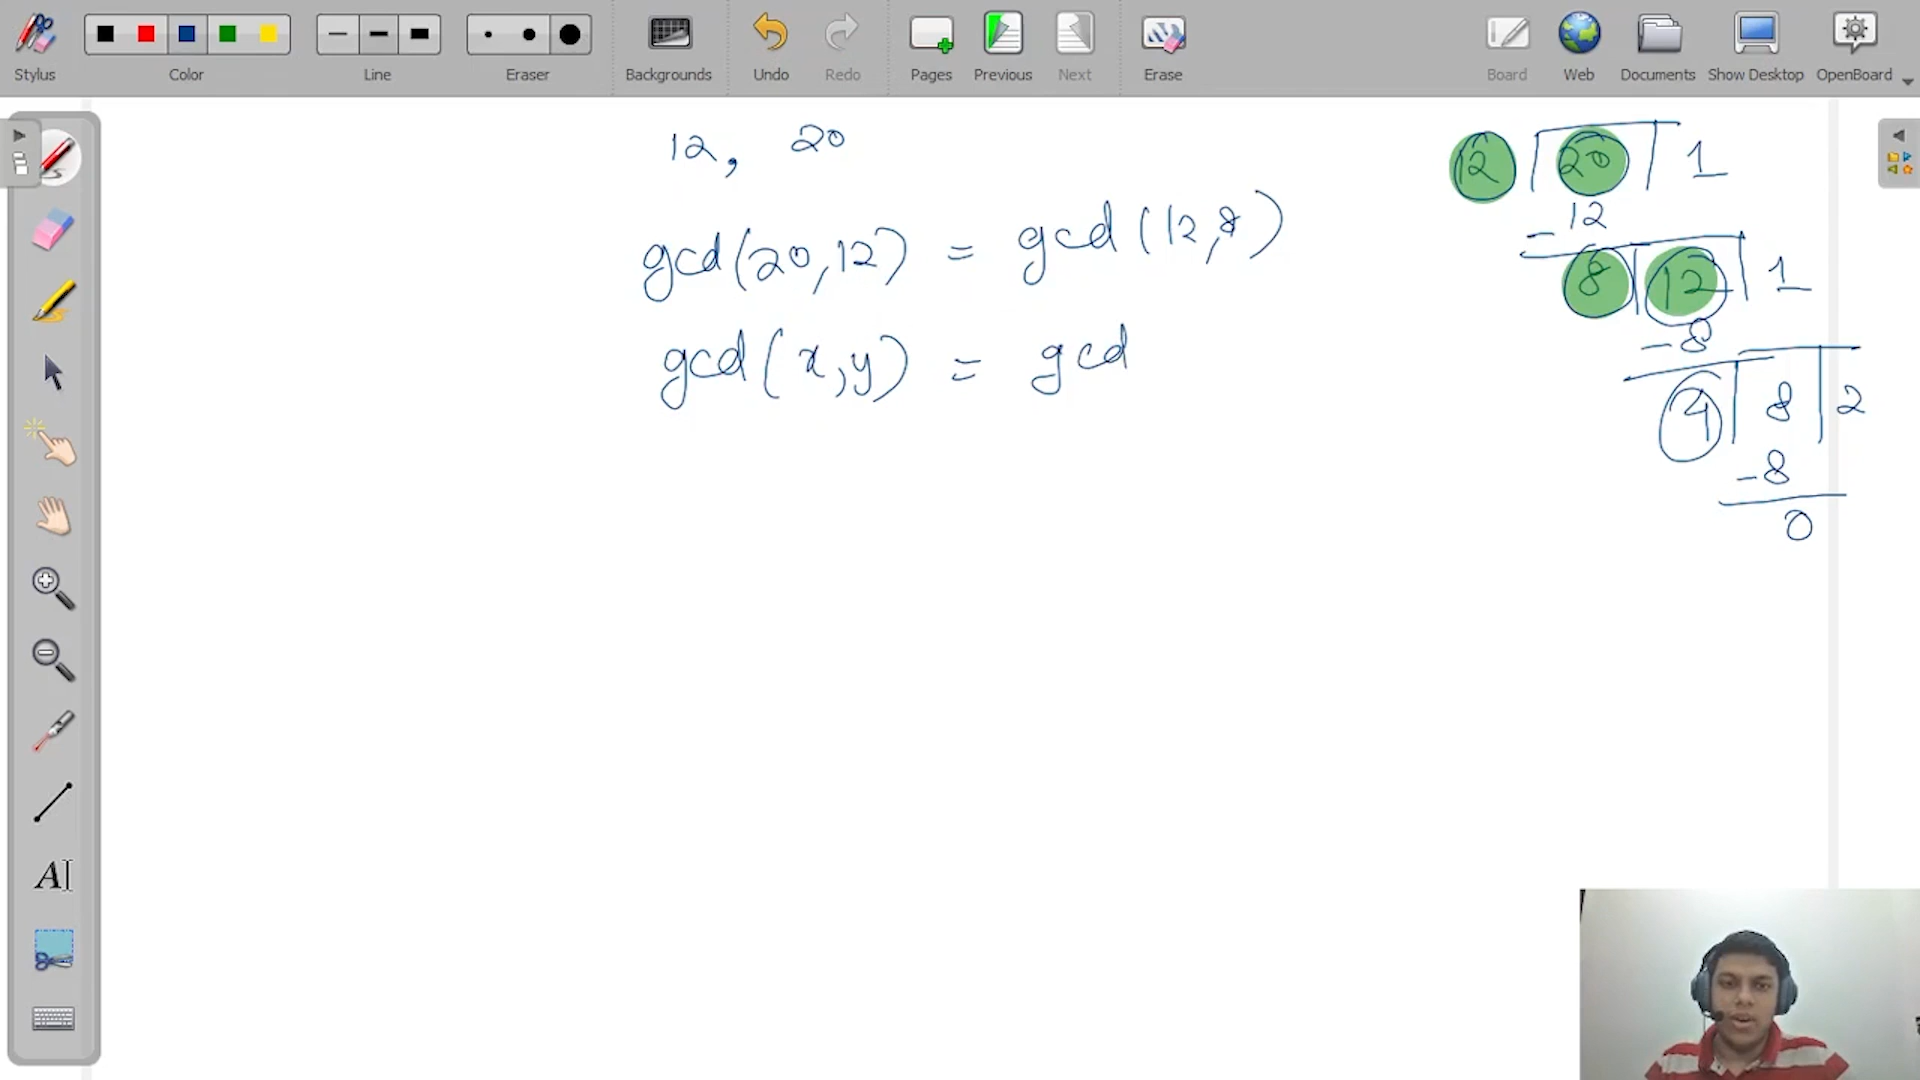 Stylus Color Line Eraser Backgrounds Undo Redo Pages Previous Next Erase Board Web Documents Show Desktop OpenBoard
12, 20
gcd(20,12) = gcd(12,8)
gcd(x,y) = gcd
12 20 1
- 12
8 12 1
- 8
4 8 2
- 8
0
A